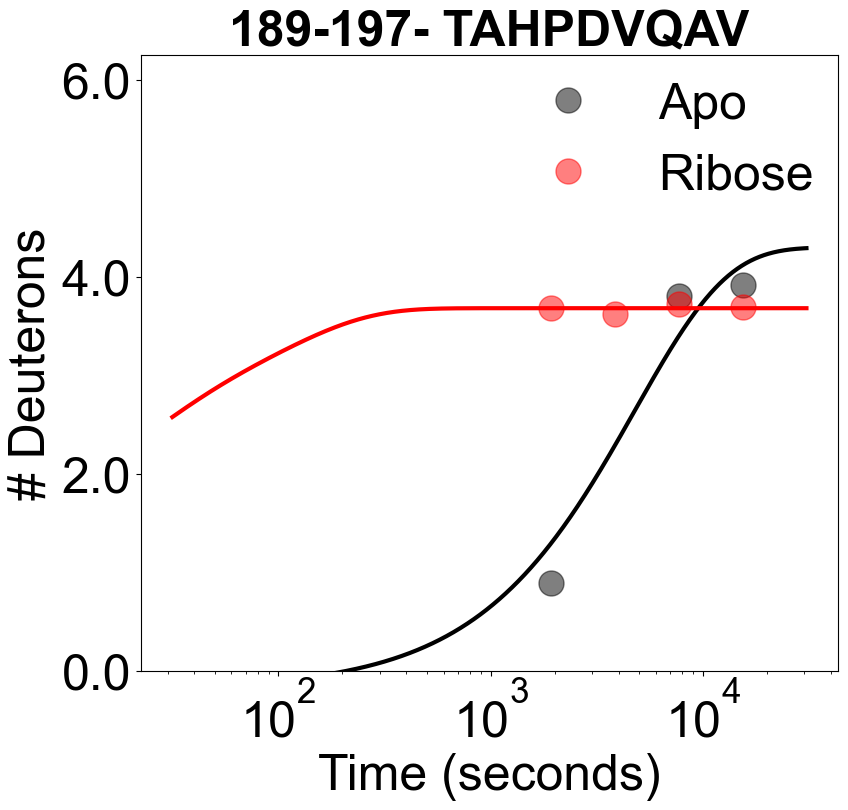 189-197- TAHPDVQAV
Apo
Ribose
6.0
4.0
2.0
0.0
# Deuterons
10^2 10^3 10^4
Time (seconds)